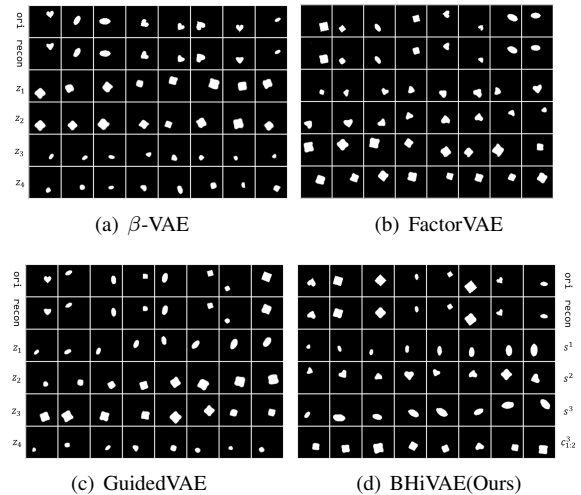 ori
recon
z₁
z₂
z₃
z₄
(a) β-VAE
(b) FactorVAE
ori
recon
z₁
z₂
z₃
z₄
ori
recon
s¹
s²
s³
c³₁:₂
(c) GuidedVAE
(d) BHiVAE(Ours)